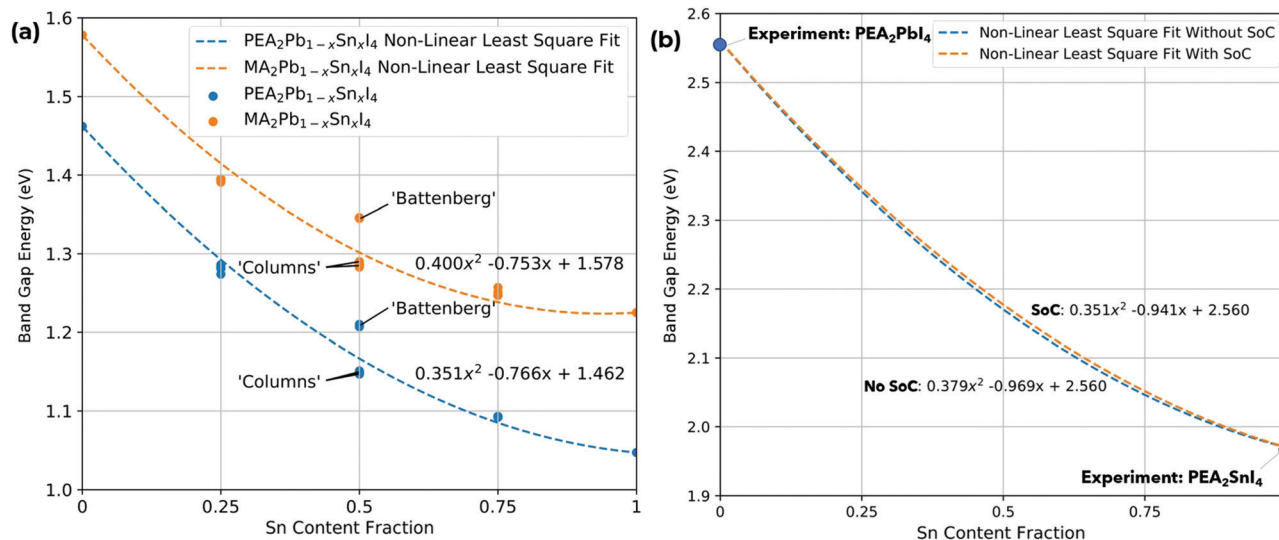 (a)
1.6
1.5
1.4
1.3
1.2
1.1
1.0
0
0.25
0.5
0.75
1
Band Gap Energy (eV)
Sn Content Fraction
PEA₂Pb₁₋ₓSnₓI₄ Non-Linear Least Square Fit
MA₂Pb₁₋ₓSnₓI₄ Non-Linear Least Square Fit
PEA₂Pb₁₋ₓSnₓI₄
MA₂Pb₁₋ₓSnₓI₄
'Battenberg'
'Columns'
0.400x² -0.753x + 1.578
'Battenberg'
'Columns'
0.351x² -0.766x + 1.462
(b)
2.6
2.5
2.4
2.3
2.2
2.1
2.0
1.9
0
0.25
0.5
0.75
Band Gap Energy (eV)
Sn Content Fraction
Experiment: PEA₂PbI₄
Non-Linear Least Square Fit Without SoC
Non-Linear Least Square Fit With SoC
SoC: 0.351x² -0.941x + 2.560
No SoC: 0.379x² -0.969x + 2.560
Experiment: PEA₂SnI₄